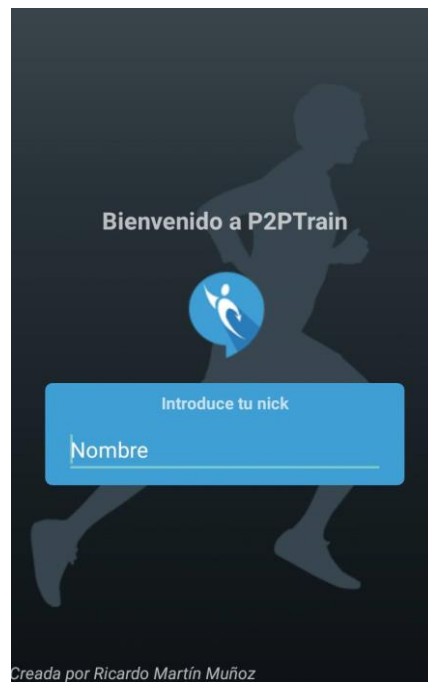 Bienvenido a P2PTrain
Introduce tu nick
Nombre
Creada por Ricardo Martín Muñoz